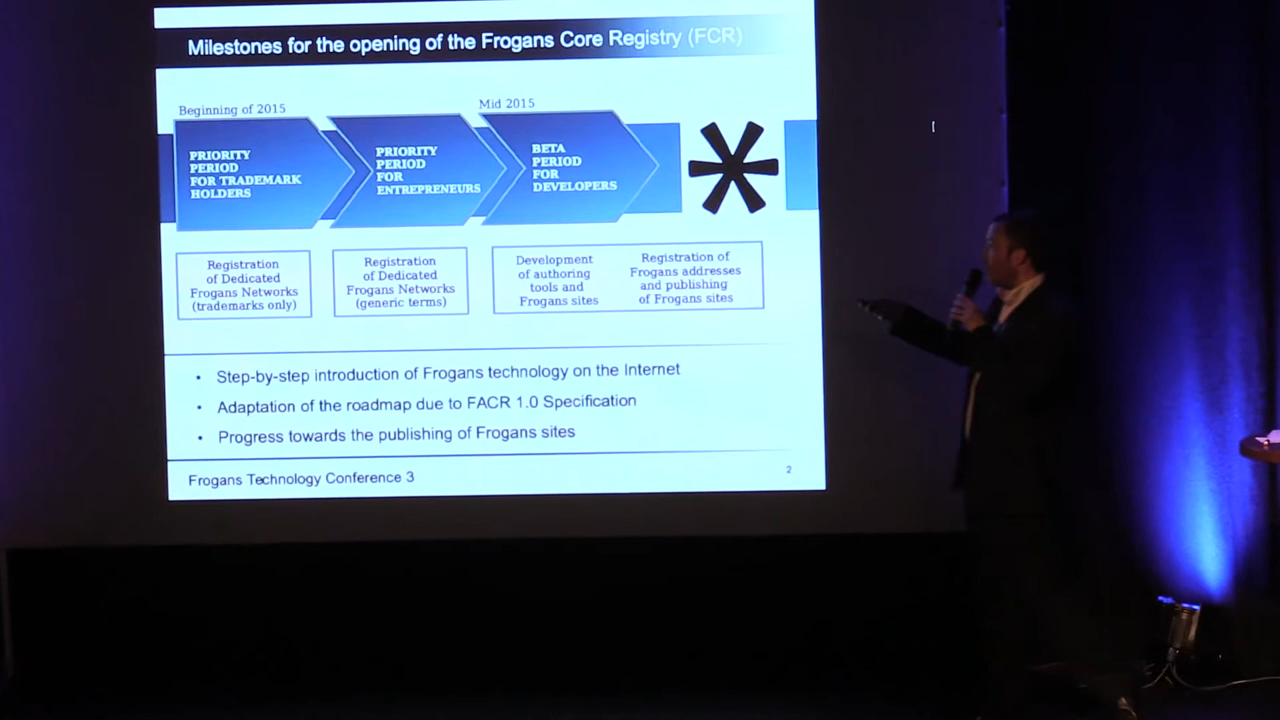 Milestones for the opening of the Frogans Core Registry (FCR)
Beginning of 2015
Mid 2015
PRIORITY
PERIOD
FOR TRADEMARK
HOLDERS
PRIORITY
PERIOD
FOR
ENTREPRENEURS
BETA
PERIOD
FOR
DEVELOPERS
Registration
of Dedicated
Frogans Networks
(trademarks only)
Registration
of Dedicated
Frogans Networks
(generic terms)
Development
of authoring
tools and
Frogans sites
Registration of
Frogans addresses
and publishing
of Frogans sites
• Step-by-step introduction of Frogans technology on the Internet
• Adaptation of the roadmap due to FACR 1.0 Specification
• Progress towards the publishing of Frogans sites
Frogans Technology Conference 3
2